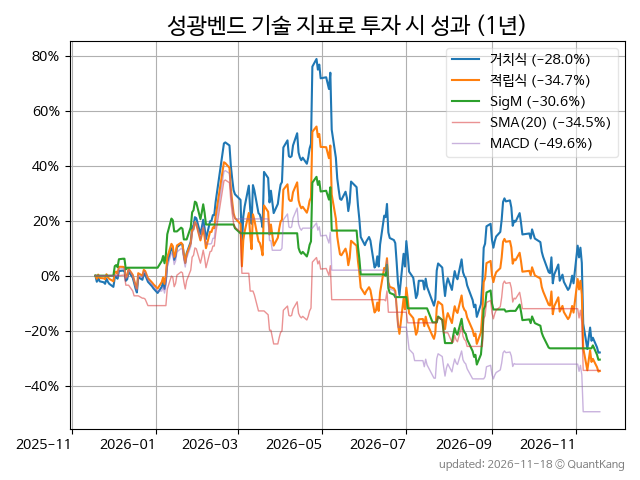 성광벤드 기술 지표로 투자 시 성과 (1년)
80%
60%
40%
20%
0%
−20%
−40%
거치식 (−28.0%)
적립식 (−34.7%)
SigM (−30.6%)
SMA(20) (−34.5%)
MACD (−49.6%)
2025-11 2026-01 2026-03 2026-05 2026-07 2026-09 2026-11
updated: 2026-11-18 © QuantKang